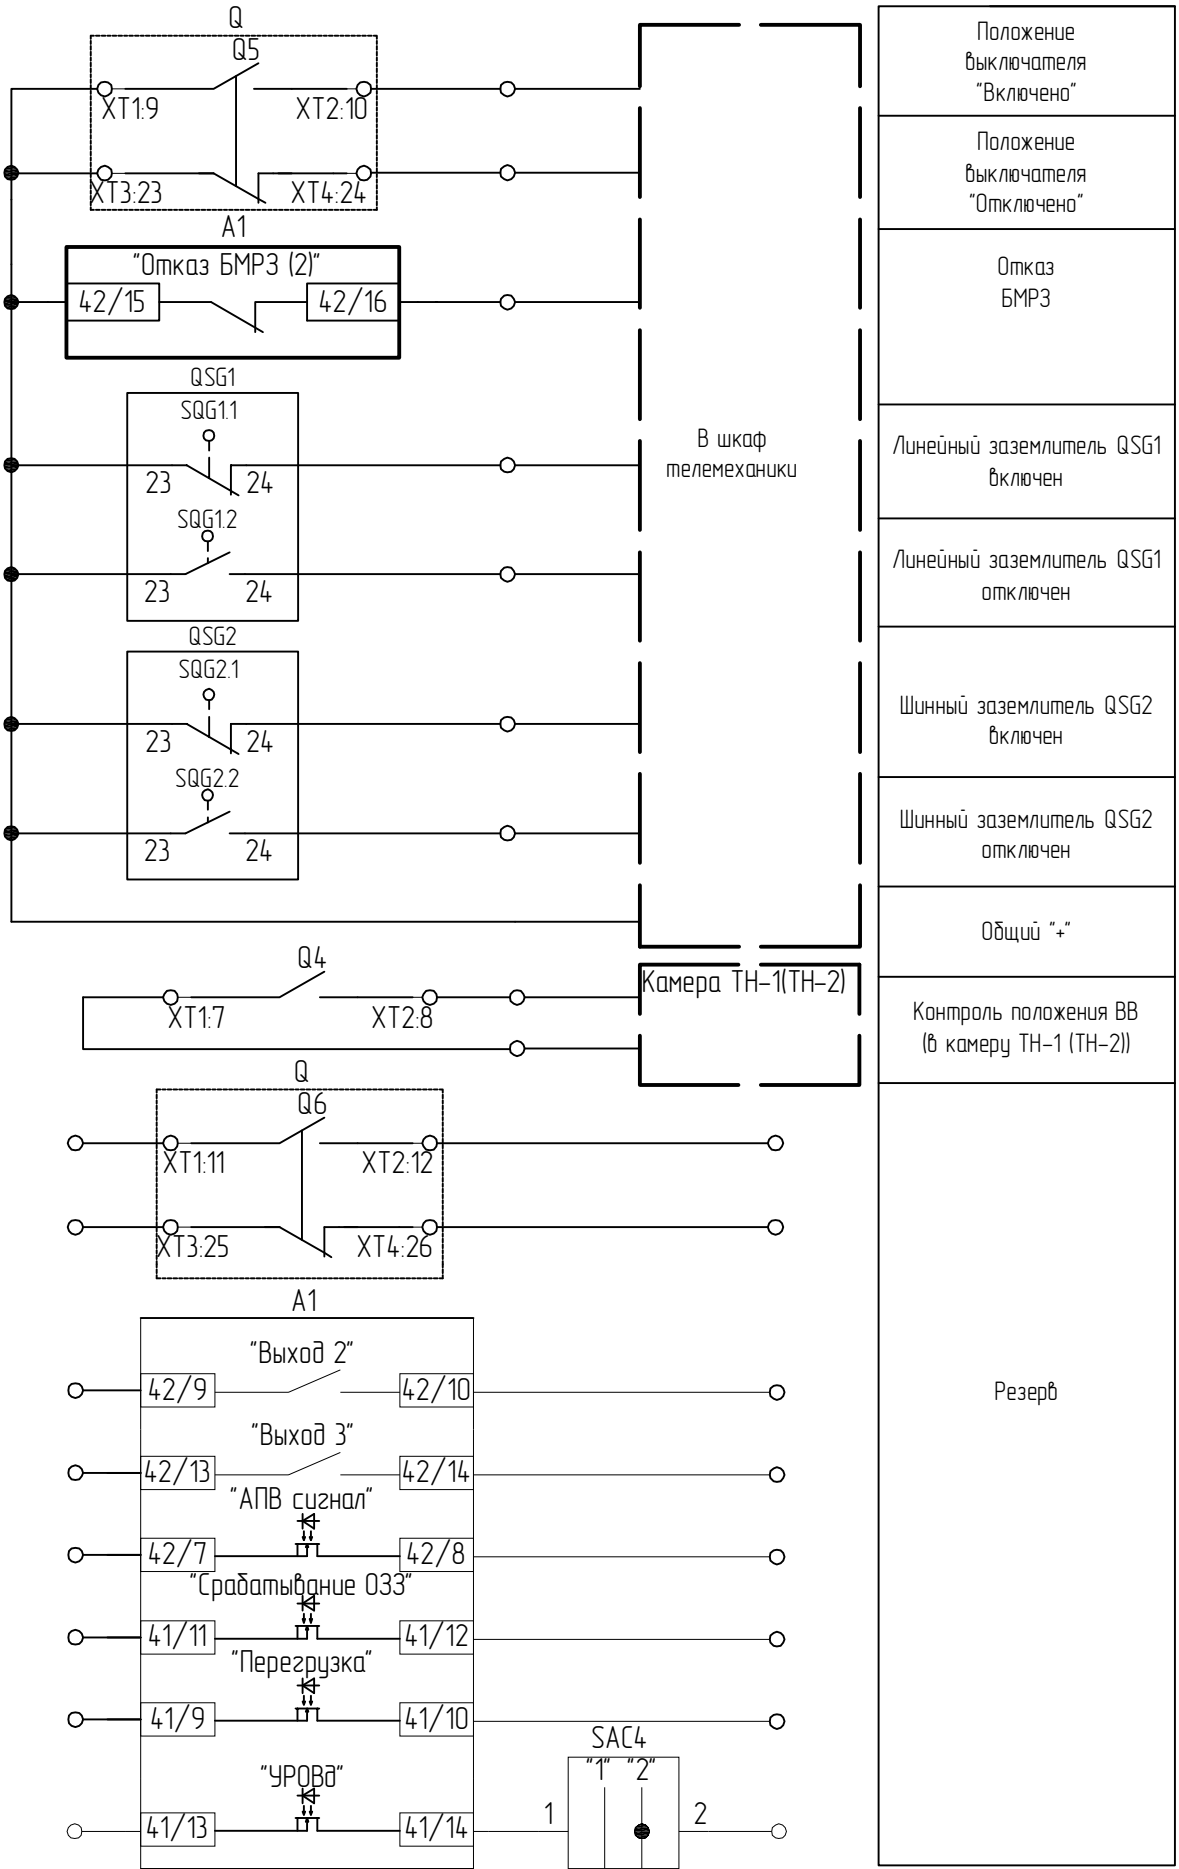 Q
Q5
XT1:9
XT2:10
Положение
выключателя
"Включено"
XT3:23
XT4:24
Положение
выключателя
"Отключено"
A1
"Отказ БМРЗ (2)"
42/15
42/16
Отказ
БМРЗ
QSG1
SQG1.1
23
24
В шкаф
телемеханики
Линейный заземлитель QSG1
включен
SQG1.2
23
24
Линейный заземлитель QSG1
отключен
QSG2
SQG2.1
23
24
Шинный заземлитель QSG2
включен
SQG2.2
23
24
Шинный заземлитель QSG2
отключен
Общий "+"
Q4
XT1:7
XT2:8
Камера ТН-1(ТН-2)
Контроль положения ВВ
(в камеру ТН-1 (ТН-2))
Q
Q6
XT1:11
XT2:12
XT3:25
XT4:26
A1
"Выход 2"
42/9
42/10
Резерв
"Выход 3"
42/13
42/14
"АПВ сигнал"
42/7
42/8
"Срабатывание ОЗЗ"
41/11
41/12
"Перегрузка"
41/9
41/10
SAC4
"1" "2"
"УРОВд"
41/13
41/14
1
2